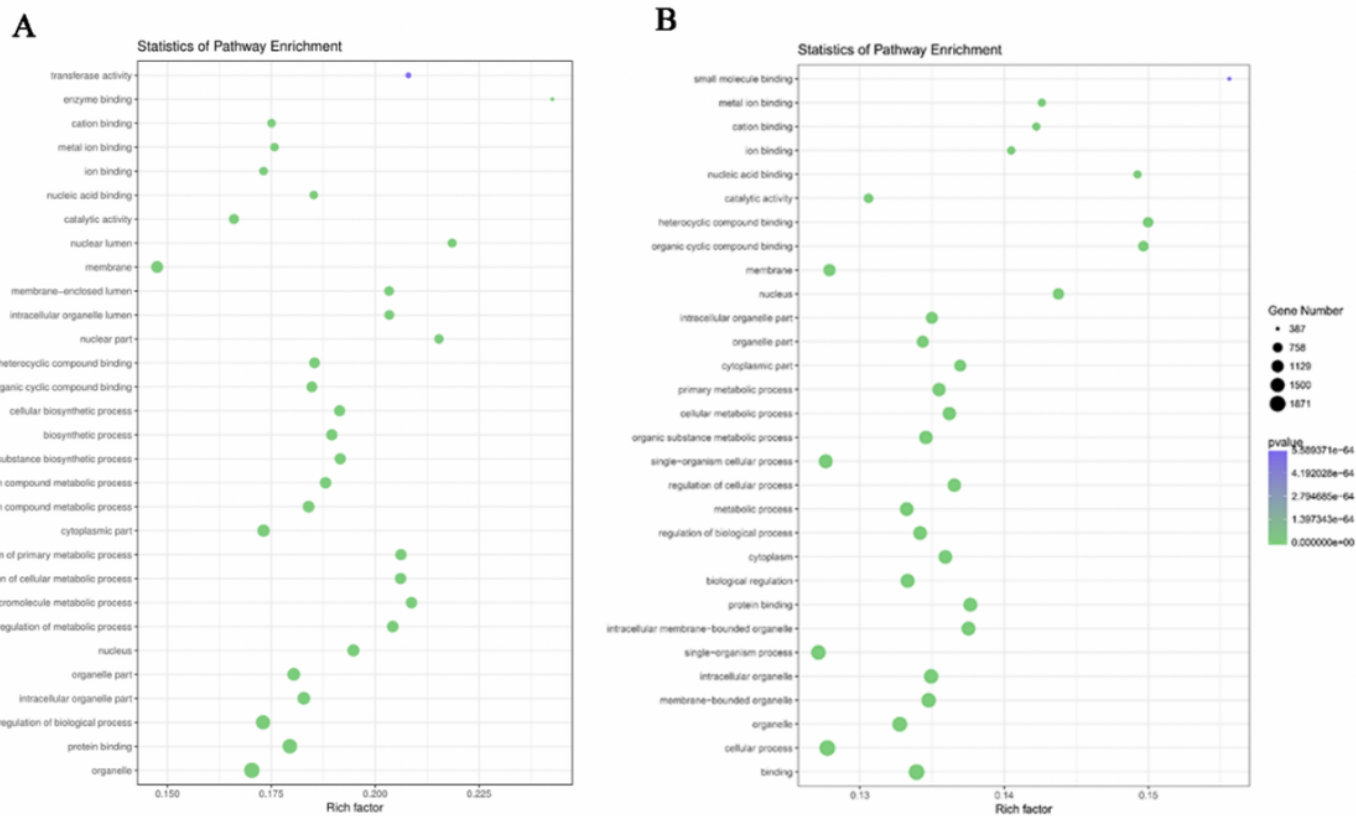 A
Statistics of Pathway Enrichment
transferase activity
enzyme binding
cation binding
metal ion binding
ion binding
nucleic acid binding
catalytic activity
nuclear lumen
membrane
membrane-enclosed lumen
intracellular organelle lumen
nuclear part
heterocyclic compound binding
ganic cyclic compound binding
cellular biosynthetic process
biosynthetic process
substance biosynthetic process
compound metabolic process
compound metabolic process
cytoplasmic part
of primary metabolic process
n of cellular metabolic process
cromolecule metabolic process
regulation of metabolic process
nucleus
organelle part
intracellular organelle part
regulation of biological process
protein binding
organelle
0.150 0.175 0.200 0.225
Rich factor
B
Statistics of Pathway Enrichment
small molecule binding
metal ion binding
cation binding
ion binding
nucleic acid binding
catalytic activity
heterocyclic compound binding
organic cyclic compound binding
membrane
nucleus
intracellular organelle part
organelle part
cytoplasmic part
primary metabolic process
cellular metabolic process
organic substance metabolic process
single-organism cellular process
regulation of cellular process
metabolic process
regulation of biological process
cytoplasm
biological regulation
protein binding
intracellular membrane-bounded organelle
single-organism process
intracellular organelle
membrane-bounded organelle
organelle
cellular process
binding
0.13 0.14 0.15
Rich factor
Gene Number
387
758
1129
1500
1871
pvalue
5.589371e-64
4.192028e-64
2.794685e-64
1.397343e-64
0.000000e+00